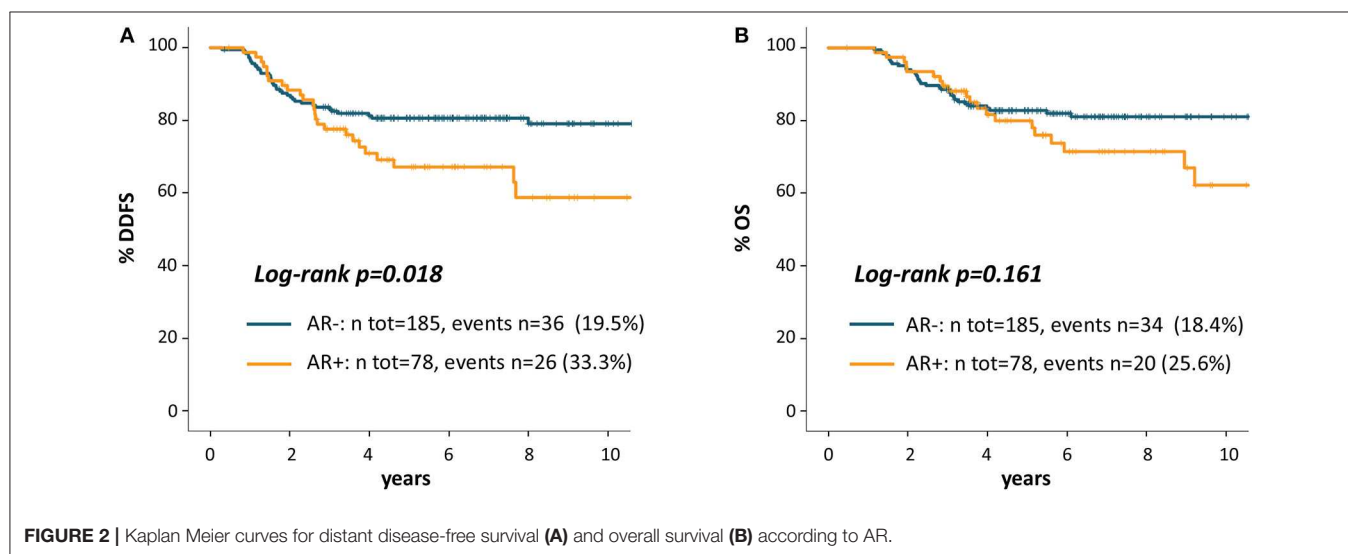 A
100
80
60
40
20
0
% DDFS
Log-rank p=0.018
AR-: n tot=185, events n=36 (19.5%)
AR+: n tot=78, events n=26 (33.3%)
0 2 4 6 8 10
years
B
100
80
60
40
20
0
% OS
Log-rank p=0.161
AR-: n tot=185, events n=34 (18.4%)
AR+: n tot=78, events n=20 (25.6%)
0 2 4 6 8 10
years
FIGURE 2 | Kaplan Meier curves for distant disease-free survival (A) and overall survival (B) according to AR.